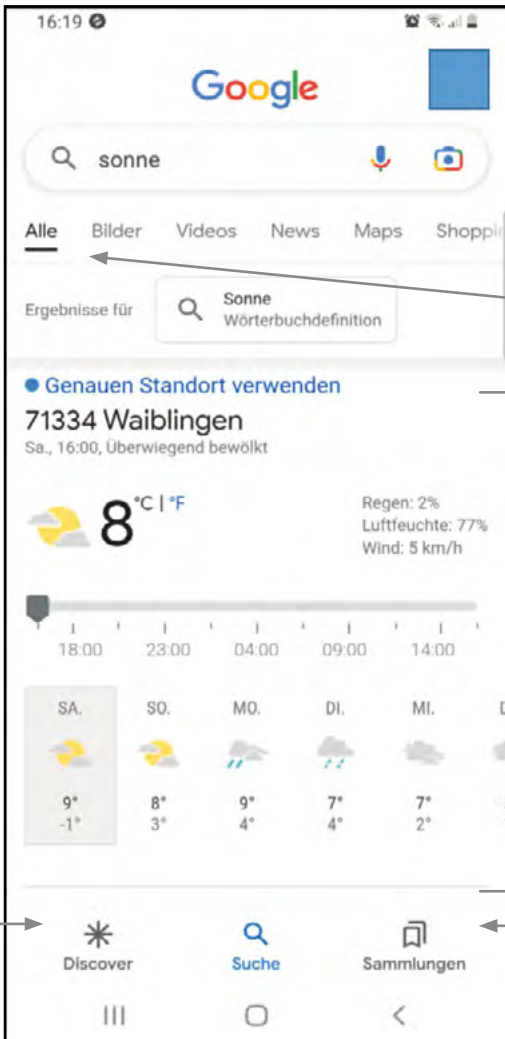 16:19
Google
sonne
Alle Bilder Videos News Maps Shoppin
Ergebnisse für
Sonne
Wörterbuchdefinition
Genauen Standort verwenden
71334 Waiblingen
Sa., 16:00, Überwiegend bewölkt
8 °C | °F
Regen: 2%
Luftfeuchte: 77%
Wind: 5 km/h
18:00 23:00 04:00 09:00 14:00
SA. SO. MO. DI. MI. D
9° 8° 9° 7° 7°
-1° 3° 4° 4° 2°
Discover Suche Sammlungen